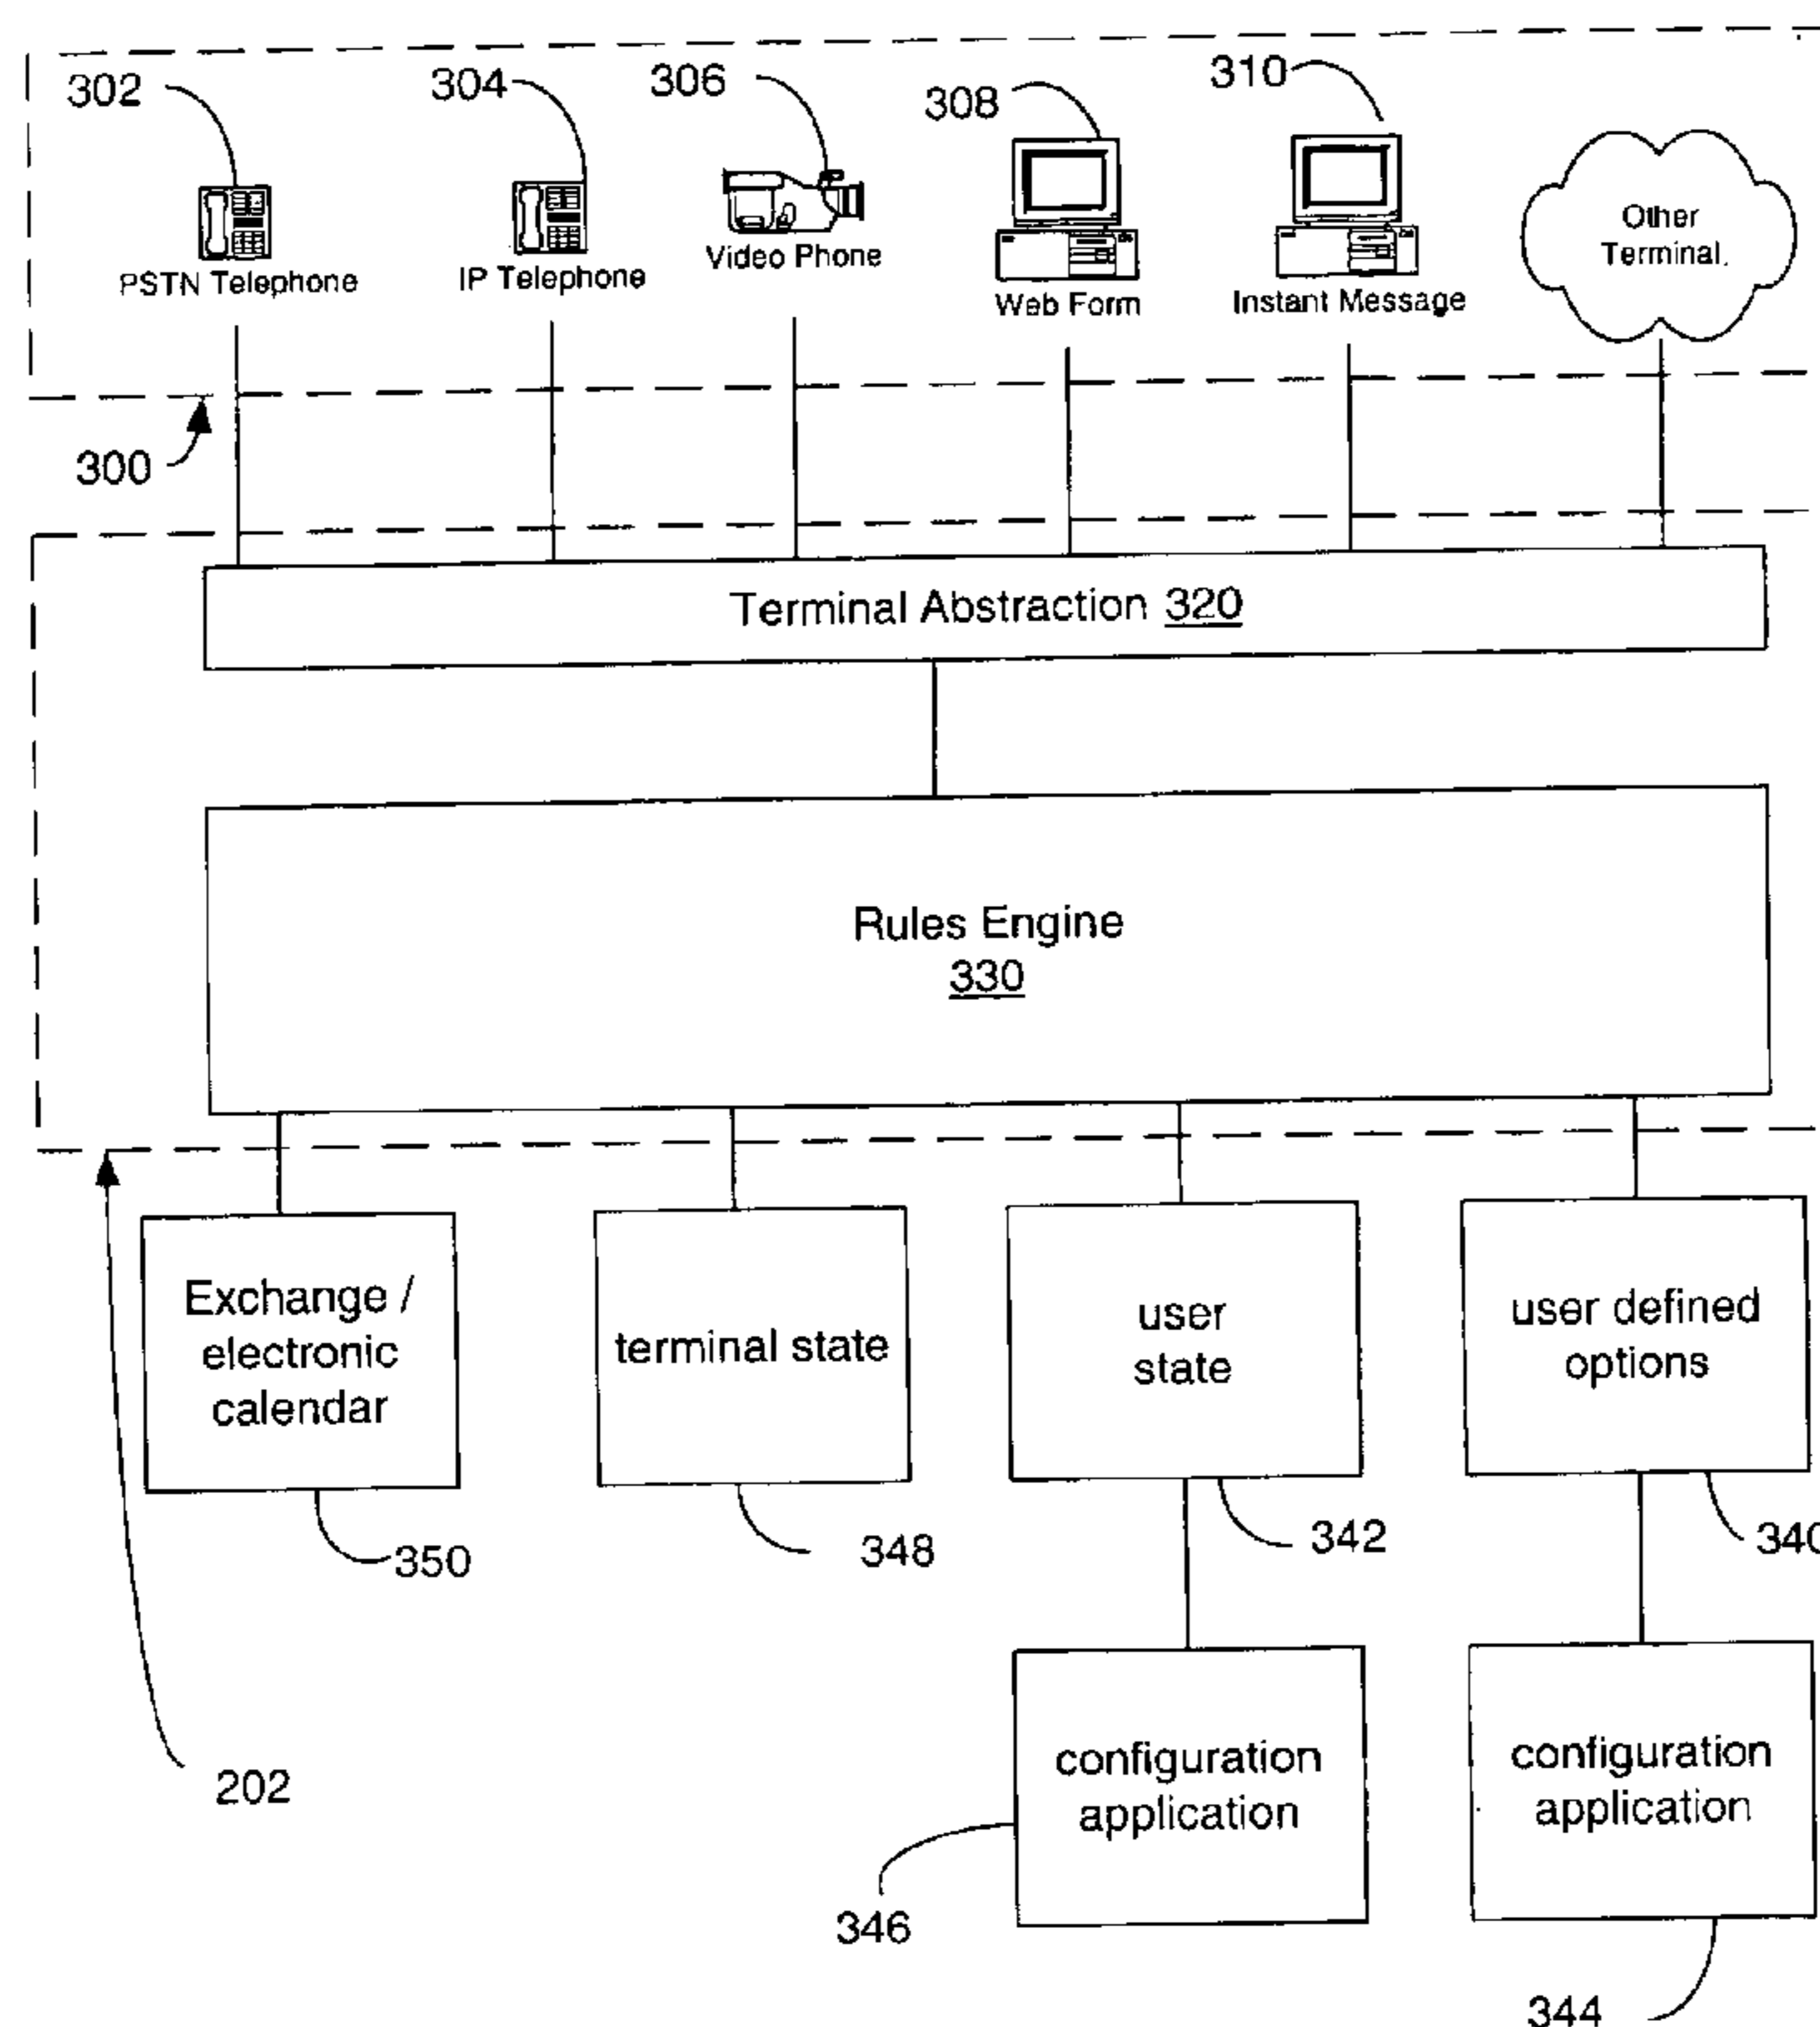 302
304
306
308
310
PSTN Telephone
IP Telephone
Video Phone
Web Form
Instant Message
Other
Terminal.
300
Terminal Abstraction 320
Rules Engine
330
Exchange /
electronic
calendar
terminal state
user
state
user defined
options
350
348
342
340
202
configuration
application
configuration
application
346
344